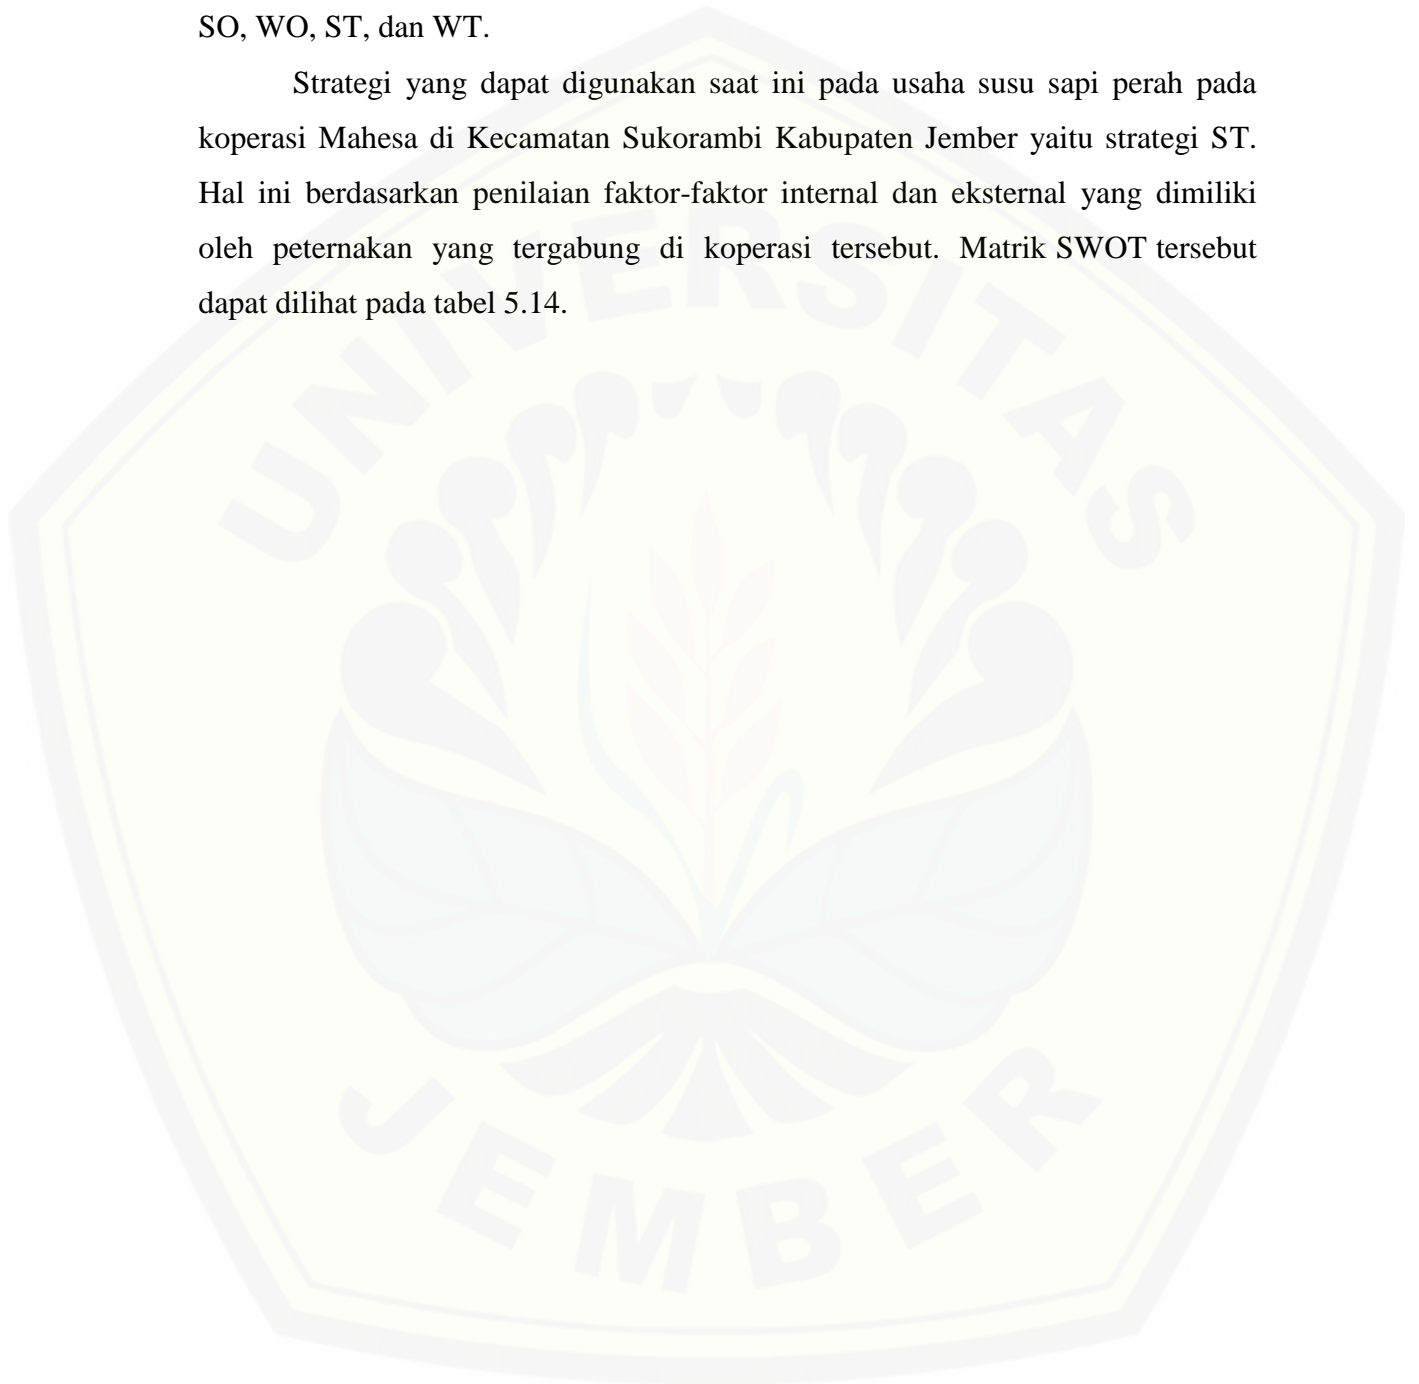 SO, WO, ST, dan WT.
Strategi yang dapat digunakan saat ini pada usaha susu sapi perah pada
koperasi Mahesa di Kecamatan Sukorambi Kabupaten Jember yaitu strategi ST.
Hal ini berdasarkan penilaian faktor-faktor internal dan eksternal yang dimiliki
oleh peternakan yang tergabung di koperasi tersebut. Matrik SWOT tersebut
dapat dilihat pada tabel 5.14.
UNIVERSITAS
JEMBER